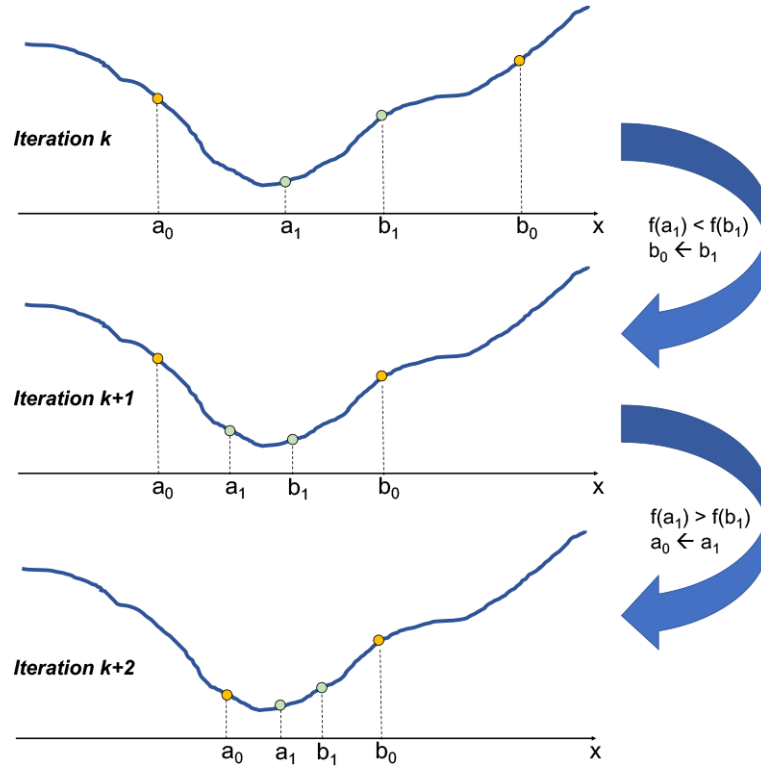 Iteration k
a₀ a₁ b₁ b₀ x
f(a₁) < f(b₁)
b₀ ← b₁
Iteration k+1
a₀ a₁ b₁ b₀ x
f(a₁) > f(b₁)
a₀ ← a₁
Iteration k+2
a₀ a₁ b₁ b₀ x